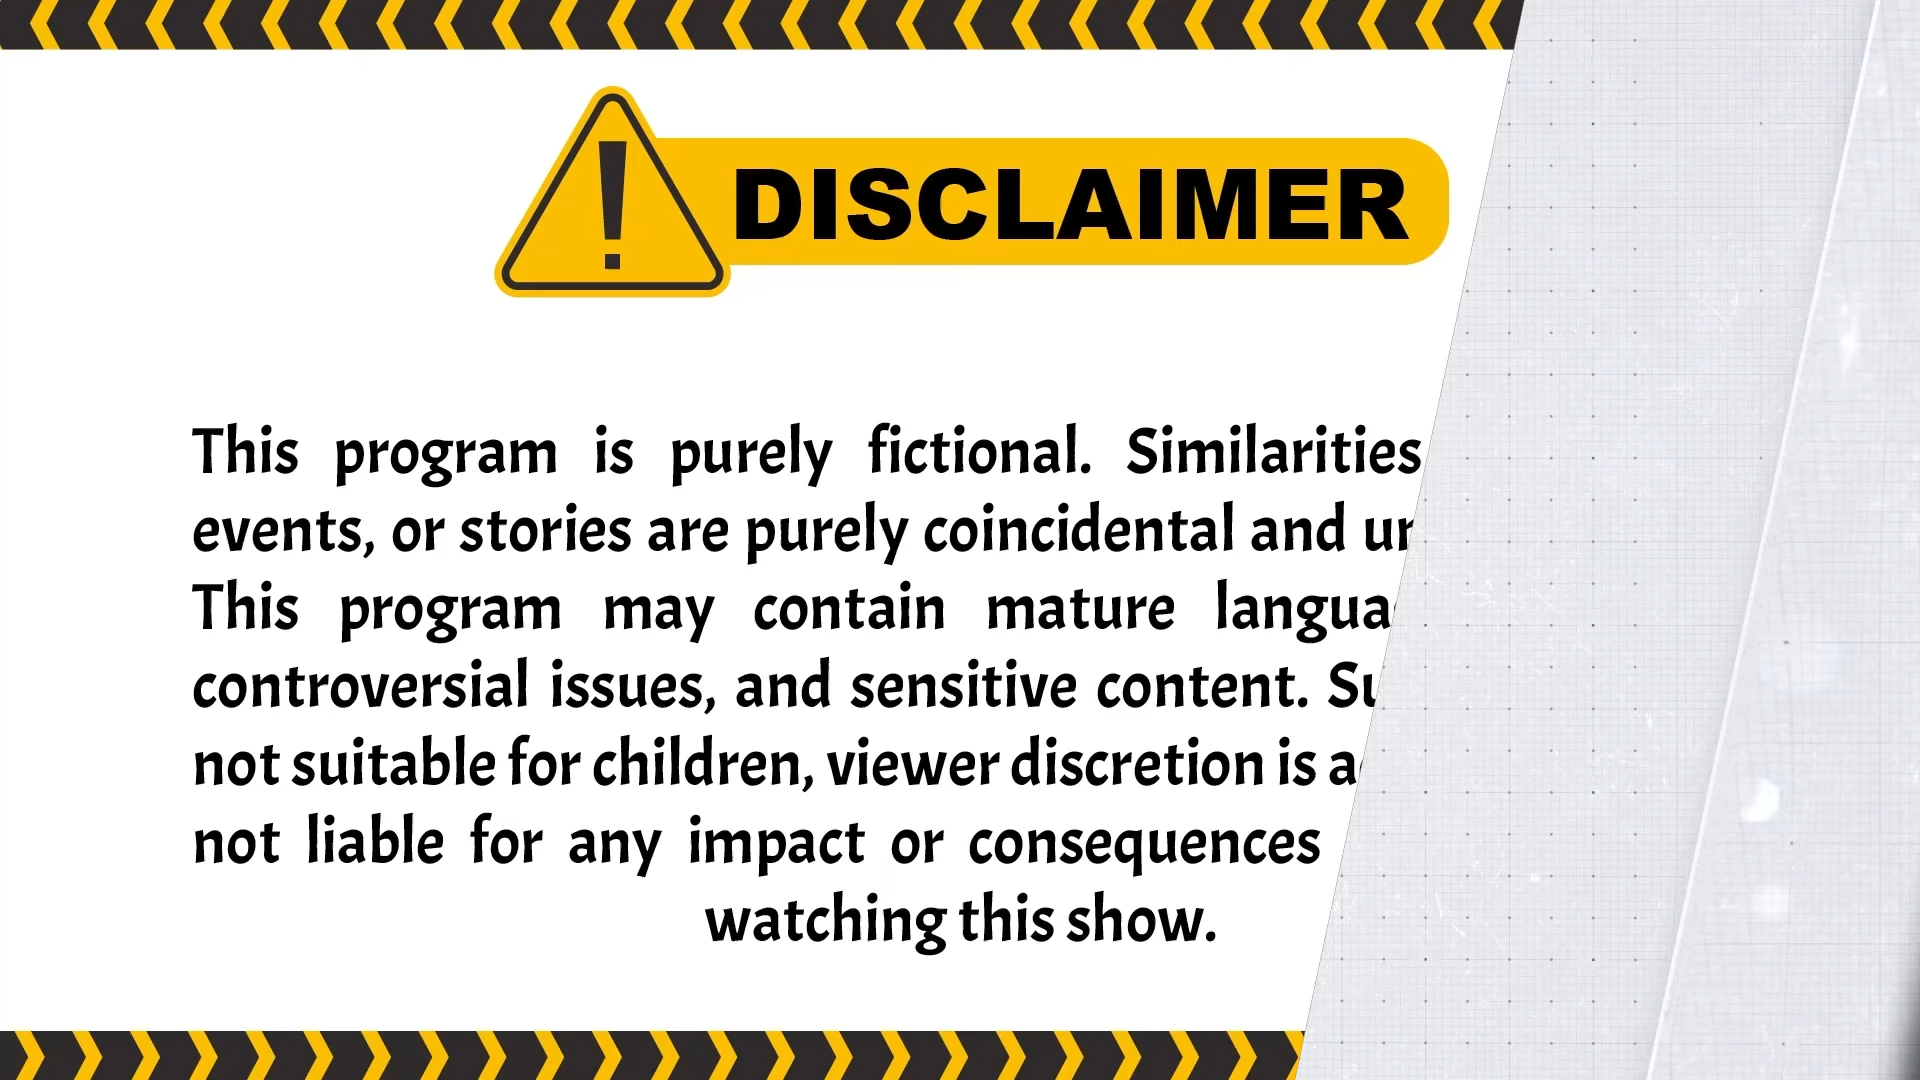 DISCLAIMER
This program is purely fictional. Similarities
events, or stories are purely coincidental and
This program may contain mature
controversial issues, and sensitive content.
not suitable for children, viewer discretion is
not liable for any impact or consequences
watching this show.